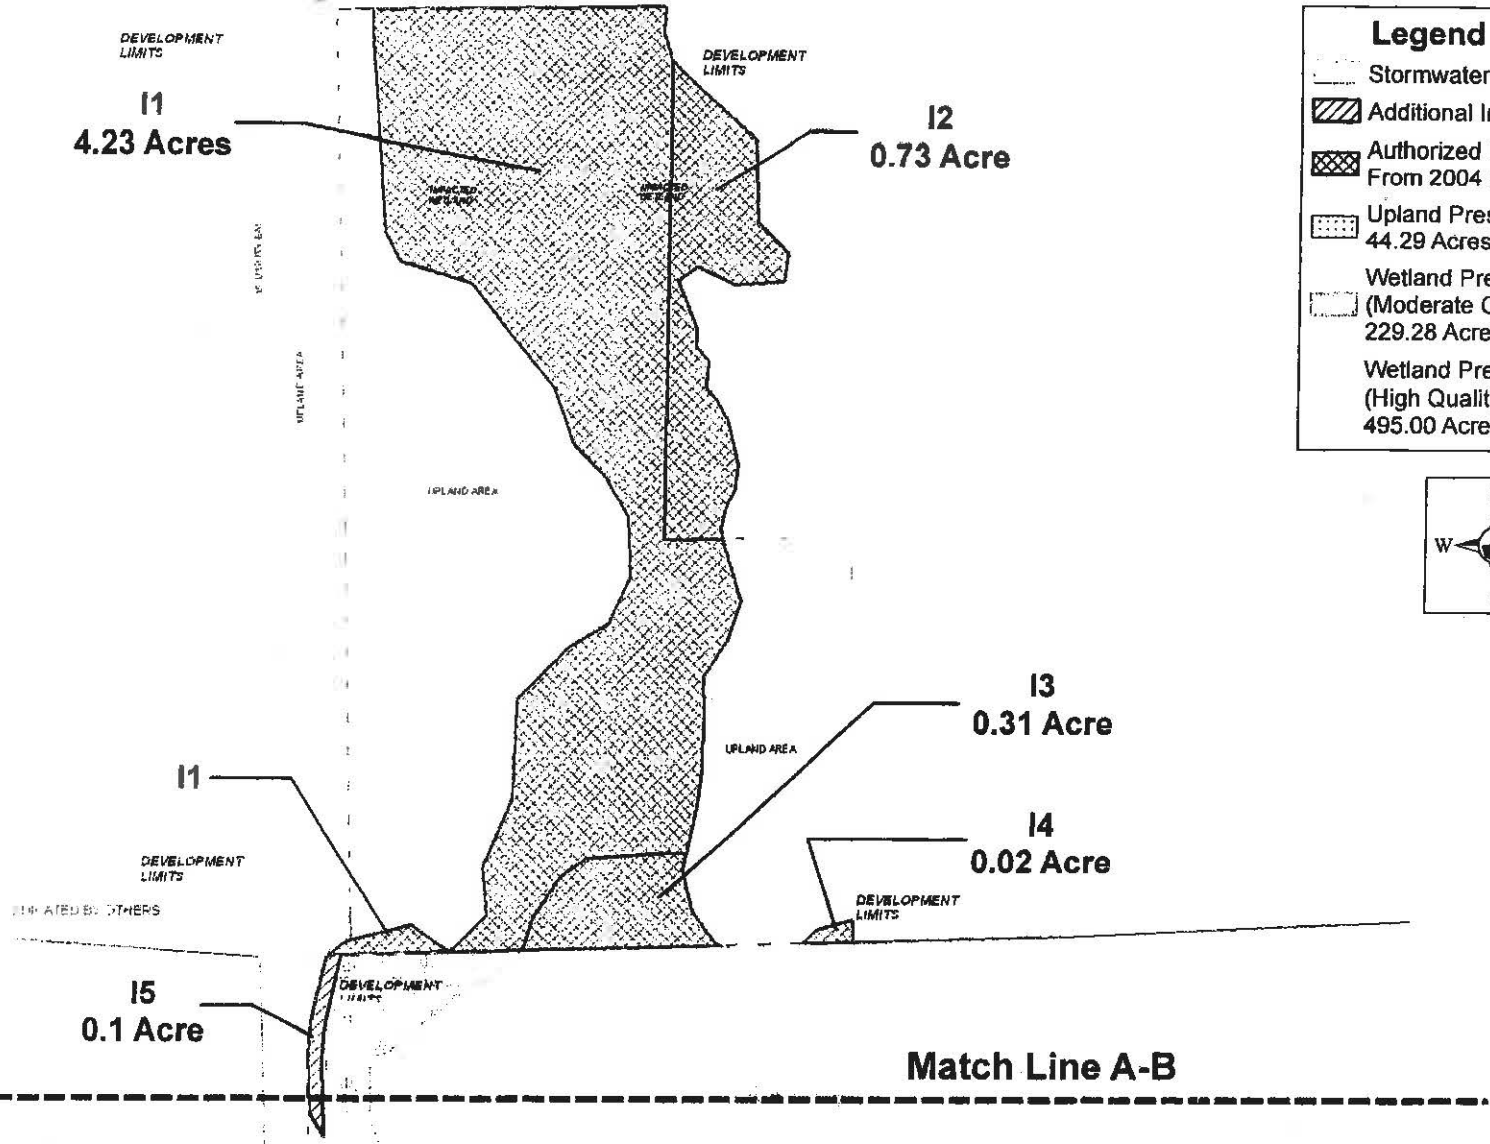 DEVELOPMENT
LIMITS
I1
4.23 Acres
DEVELOPMENT
LIMITS
I2
0.73 Acre
IMPACTED
WETLAND
IMPACTED
WETLAND
UPLAND AREA
UPLAND AREA
I3
0.31 Acre
UPLAND AREA
I1
I4
0.02 Acre
DEVELOPMENT
LIMITS
DEVELOPMENT
LIMITS
BY OTHERS
DEVELOPMENT
LIMITS
I5
0.1 Acre
Match Line A-B
Legend
Stormwater
Additional I
Authorized
From 2004
Upland Pres
44.29 Acres
Wetland Pre
(Moderate
229.28 Acre
Wetland Pre
(High Qualit
495.00 Acre
W